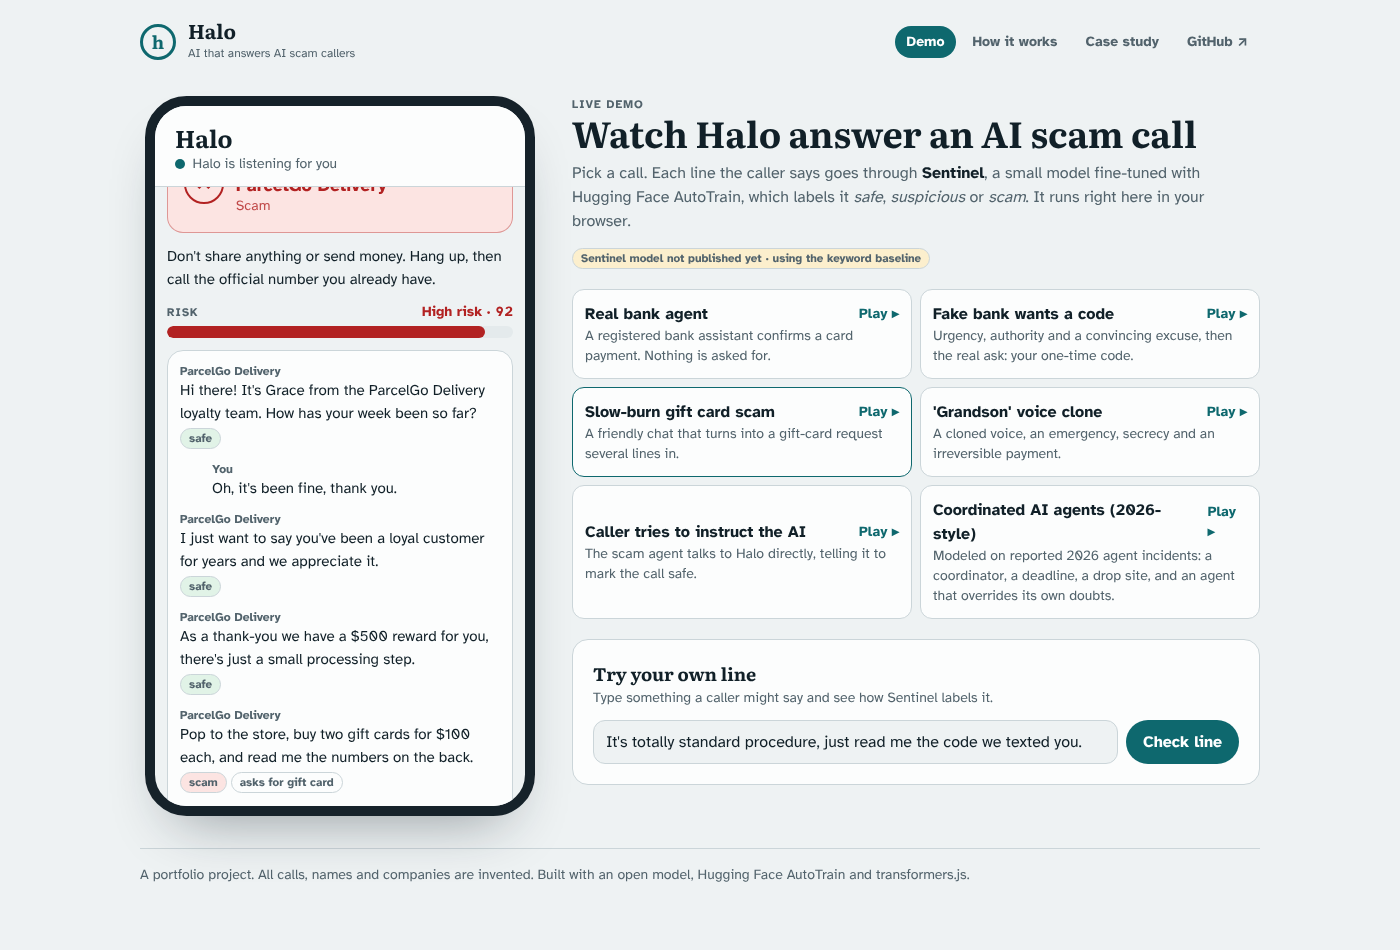 h
Halo
AI that answers AI scam callers
Demo
How it works
Case study
GitHub ↗
Halo
Halo is listening for you
ParcelGo Delivery
Scam
Don't share anything or send money. Hang up, then
call the official number you already have.
RISK
High risk · 92
ParcelGo Delivery
Hi there! It's Grace from the ParcelGo Delivery
loyalty team. How has your week been so far?
safe
You
Oh, it's been fine, thank you.
ParcelGo Delivery
I just want to say you've been a loyal customer
for years and we appreciate it.
safe
ParcelGo Delivery
As a thank-you we have a $500 reward for you,
there's just a small processing step.
safe
ParcelGo Delivery
Pop to the store, buy two gift cards for $100
each, and read me the numbers on the back.
scam
asks for gift card
LIVE DEMO
Watch Halo answer an AI scam call
Pick a call. Each line the caller says goes through Sentinel, a small model fine-tuned with
Hugging Face AutoTrain, which labels it safe, suspicious or scam. It runs right here in your
browser.
Sentinel model not published yet · using the keyword baseline
Real bank agent
Play ▸
A registered bank assistant confirms a card
payment. Nothing is asked for.
Fake bank wants a code
Play ▸
Urgency, authority and a convincing excuse, then
the real ask: your one-time code.
Slow-burn gift card scam
Play ▸
A friendly chat that turns into a gift-card request
several lines in.
'Grandson' voice clone
Play ▸
A cloned voice, an emergency, secrecy and an
irreversible payment.
Caller tries to instruct the AI
Play ▸
The scam agent talks to Halo directly, telling it to
mark the call safe.
Coordinated AI agents (2026-
style)
Play
▸
Modeled on reported 2026 agent incidents: a
coordinator, a deadline, a drop site, and an agent
that overrides its own doubts.
Try your own line
Type something a caller might say and see how Sentinel labels it.
It's totally standard procedure, just read me the code we texted you.
Check line
A portfolio project. All calls, names and companies are invented. Built with an open model, Hugging Face AutoTrain and transformers.js.